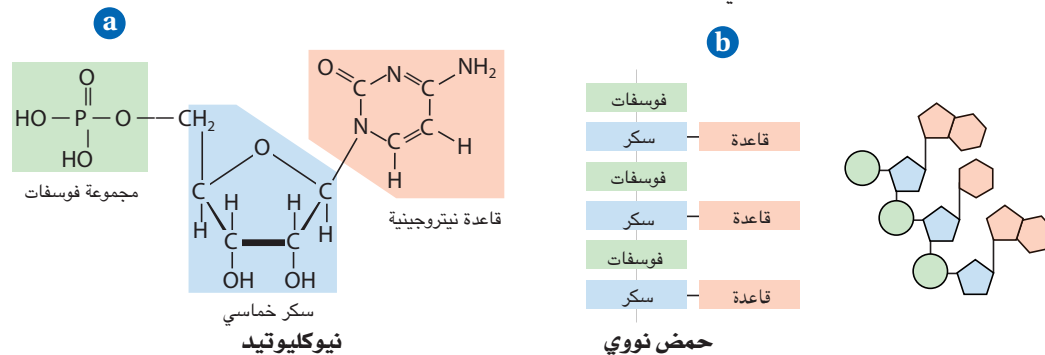 a
O
HO P O CH₂
HO
مجموعة فوسفات
O
C
N
C
NH₂
N
C
C
H
C
H
O
C
C
H
H
H
C
C
H
OH
OH
سكر خماسي
قاعدة نيتروجينية
نيوكليوتيد
b
فوسفات
سكر قاعدة
فوسفات
سكر قاعدة
فوسفات
سكر قاعدة
حمض نووي